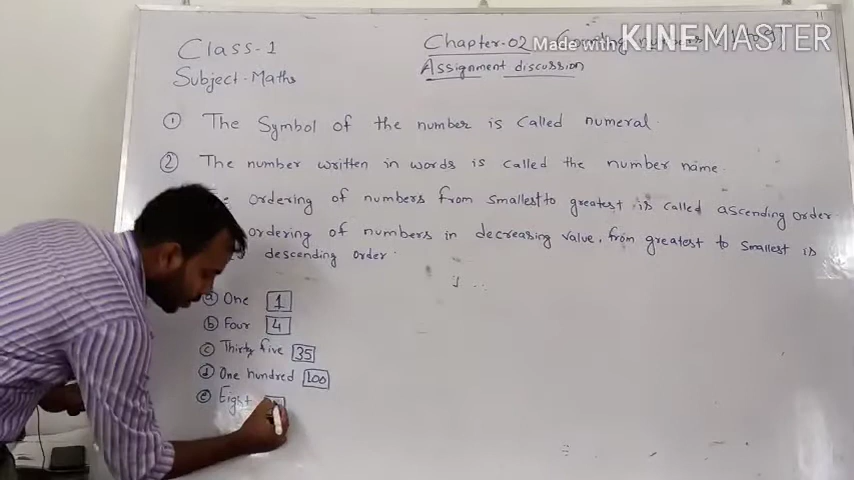 Class-1
Chapter-02 Counting numbers
Made with KINEMASTER
Subject-Maths
Assignment discussion
① The Symbol of the number is called numeral.
② The number written in words is called the number name.
ordering of numbers from smallest to greatest is called ascending order.
ordering of numbers in decreasing value, from greatest to smallest is
descending order.
ⓐ One 1
ⓑ Four 4
ⓒ Thirty five 35
ⓓ One hundred 100
ⓔ Eight